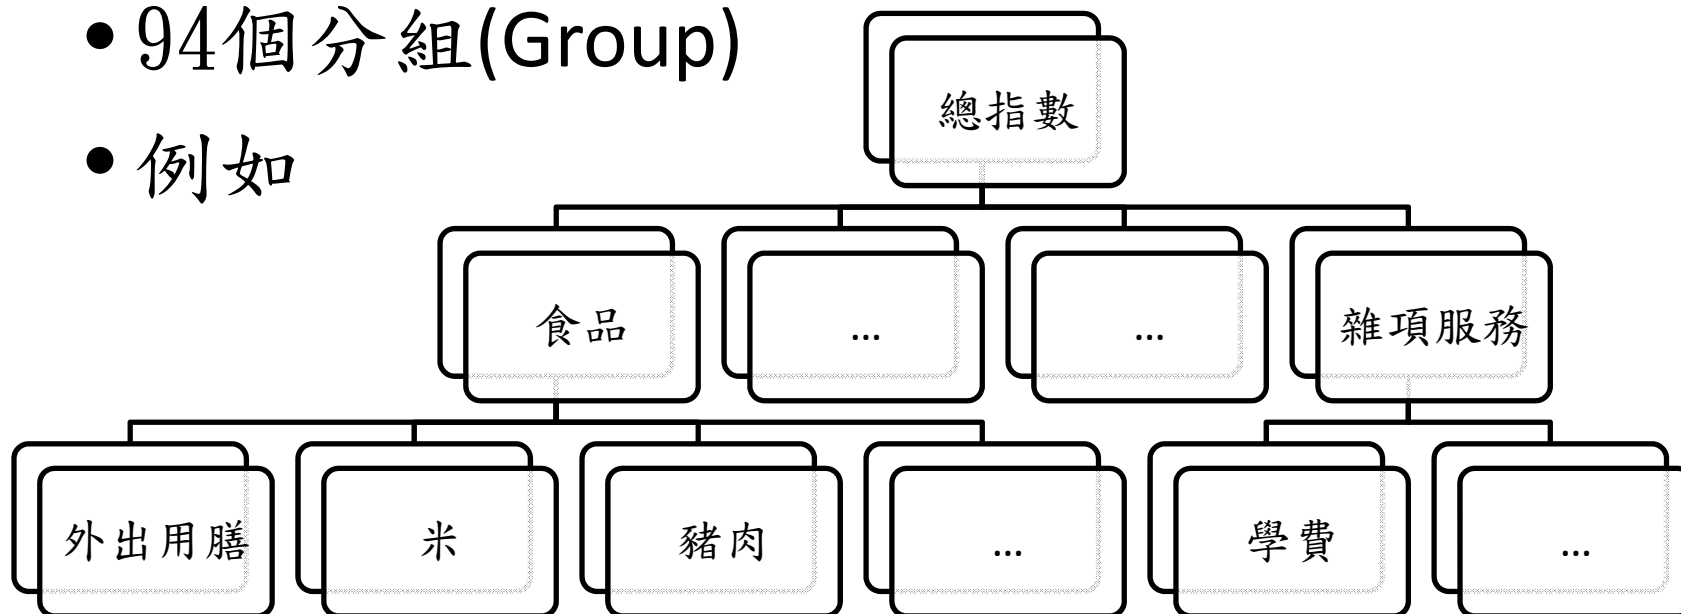 • 94個分組(Group)
• 例如
總指數
食品
...
...
雜項服務
外出用膳
米
豬肉
...
學費
...